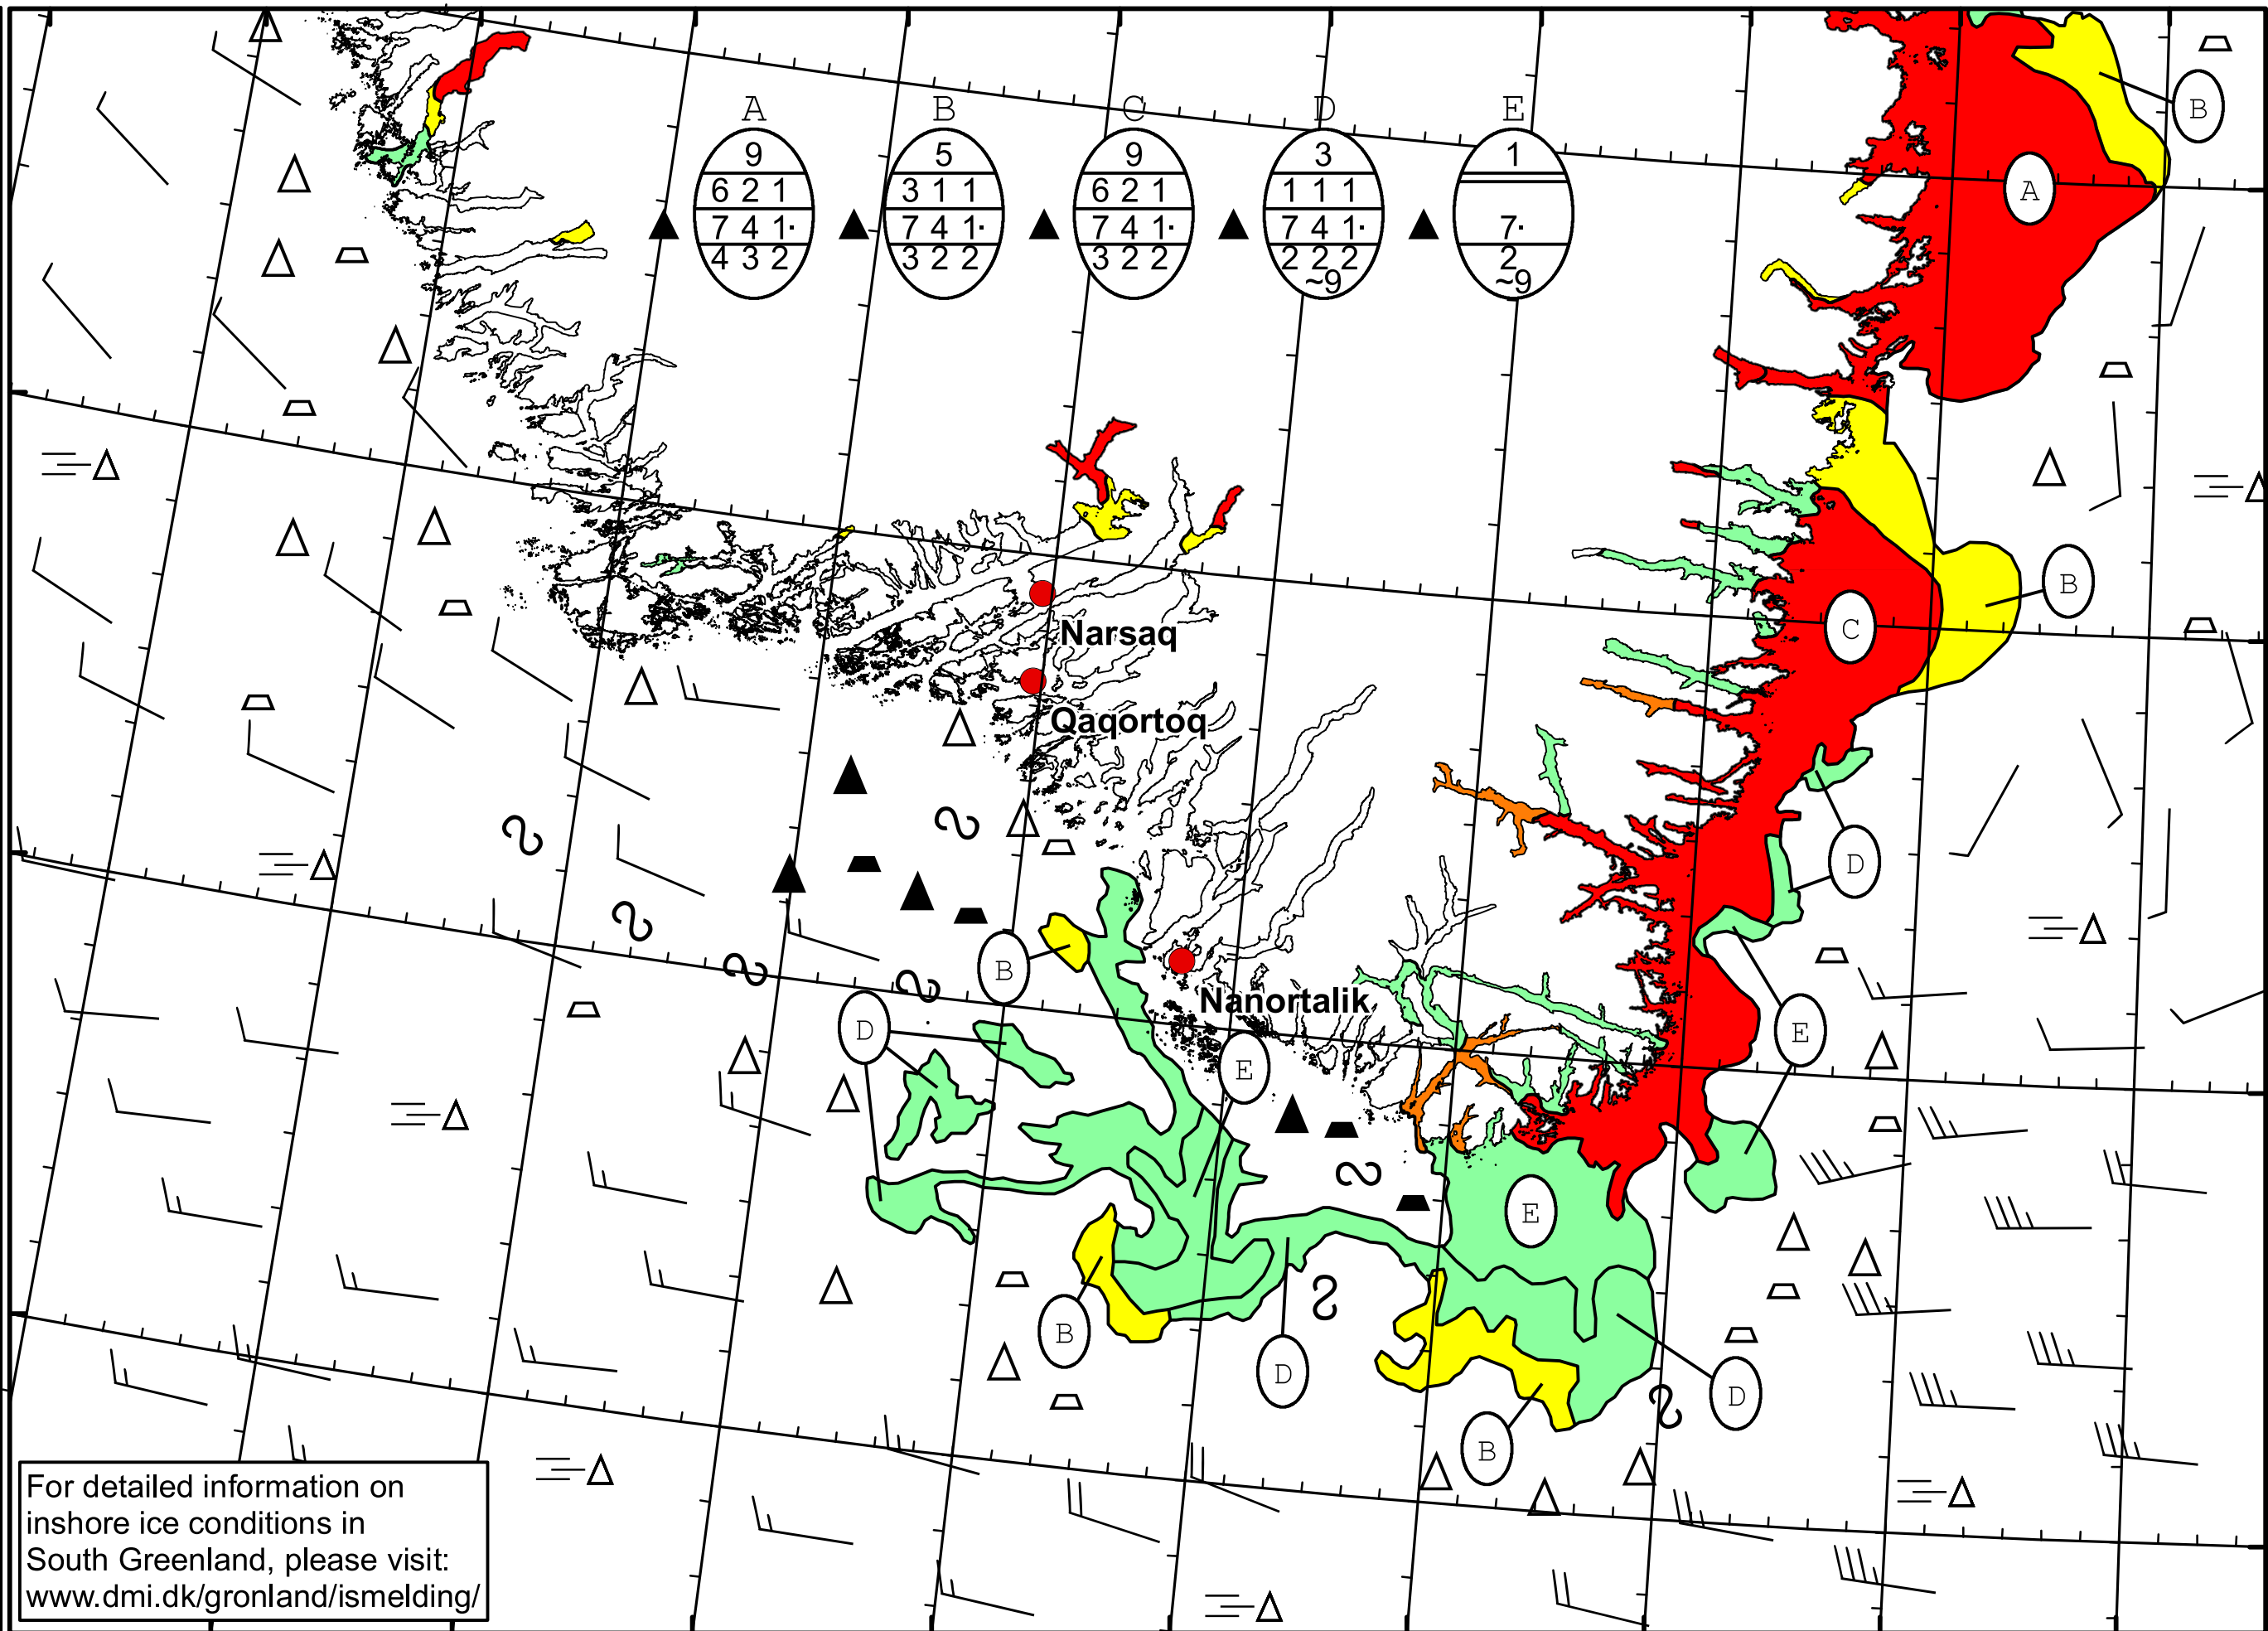 A B C D E
9 5 9 3 1
6 2 1 3 1 1 6 2 1 1 1 1
7 4 1· 7 4 1· 7 4 1· 7 4 1· 7·
4 3 2 3 2 2 3 2 2 2 2 2 2
~9 ~9
B
A
B
C
Narsaq
Qaqortoq
D
B
Nanortalik
D
E
E
E
B
D
B
D
B
For detailed information on
inshore ice conditions in
South Greenland, please visit:
www.dmi.dk/gronland/ismelding/